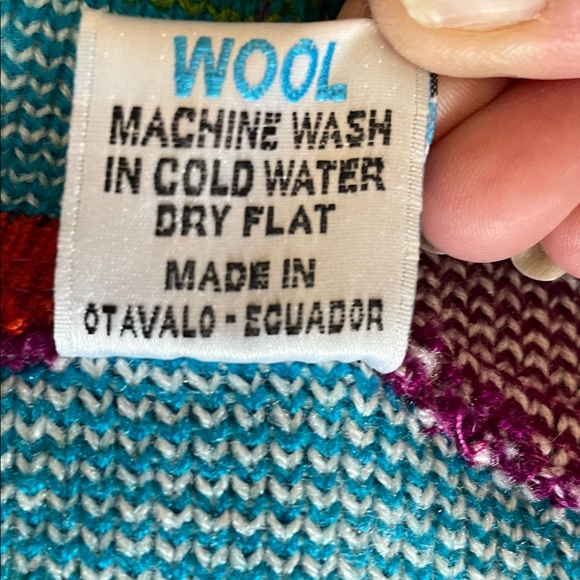 WOOL
MACHINE WASH
IN COLD WATER
DRY FLAT
MADE IN
OTAVALO - ECUADOR